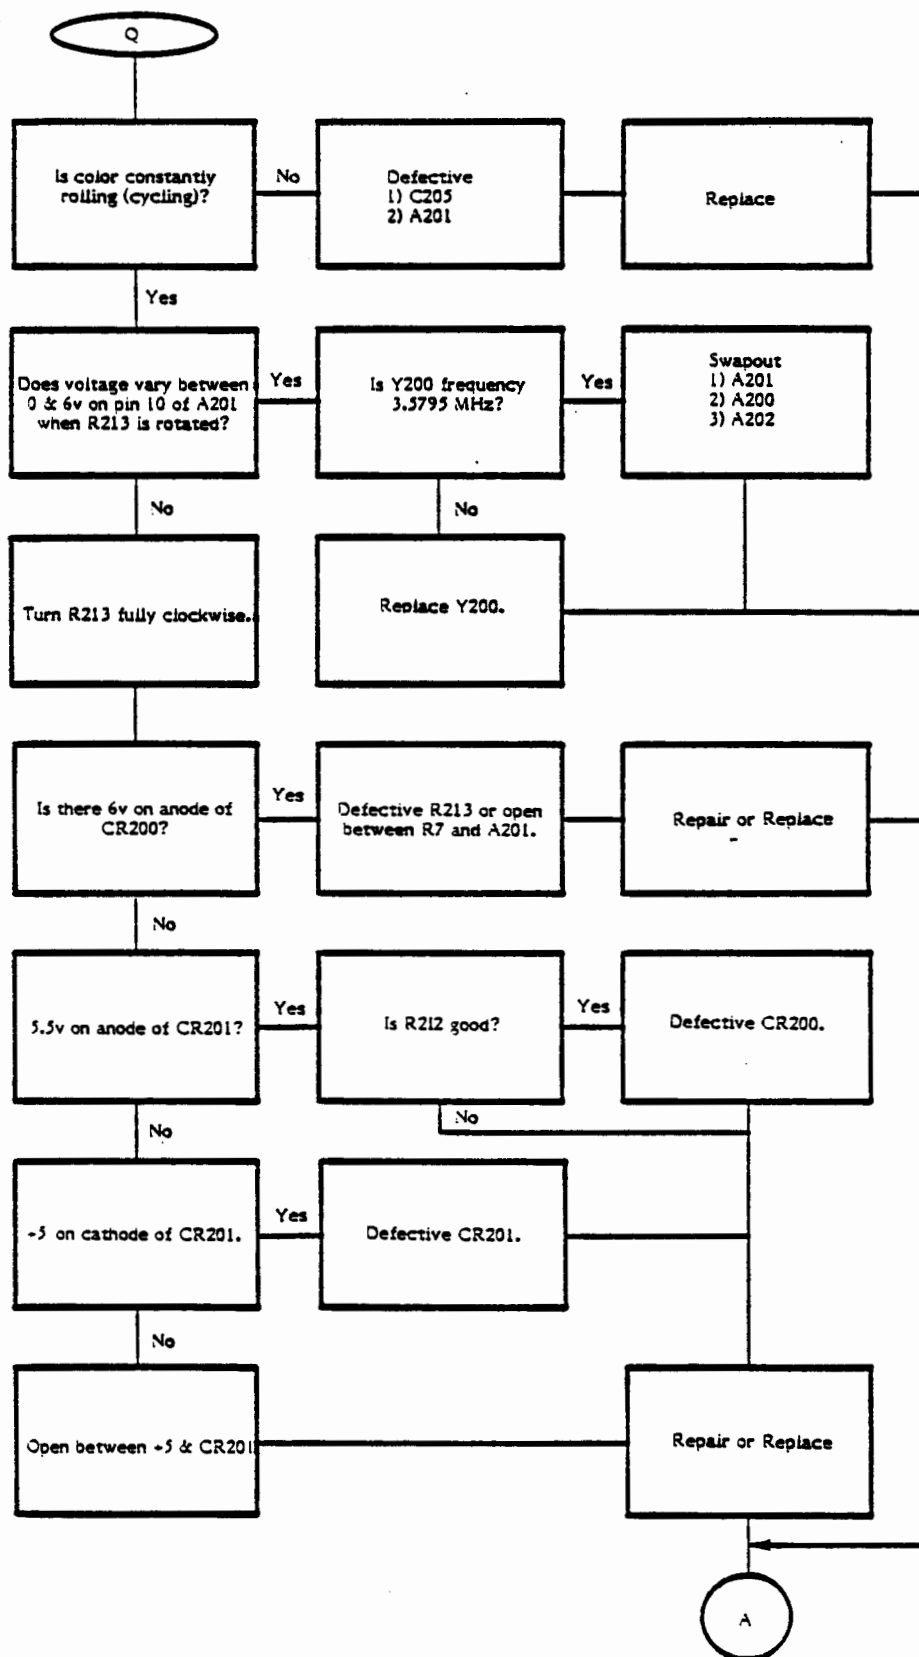 Q
Is color constantly
rolling (cycling)?
No
Defective
1) C205
2) A201
Replace
Yes
Does voltage vary between
0 & 6v on pin 10 of A201
when R213 is rotated?
Yes
Is Y200 frequency
3.5795 MHz?
Yes
Swapout
1) A201
2) A200
3) A202
No
No
Turn R213 fully clockwise.
Replace Y200.
Is there 6v on anode of
CR200?
Yes
Defective R213 or open
between R7 and A201.
Repair or Replace
No
5.5v on anode of CR201?
Yes
Is R212 good?
Yes
Defective CR200.
No
No
+5 on cathode of CR201.
Yes
Defective CR201.
No
Open between +5 & CR201
Repair or Replace
A